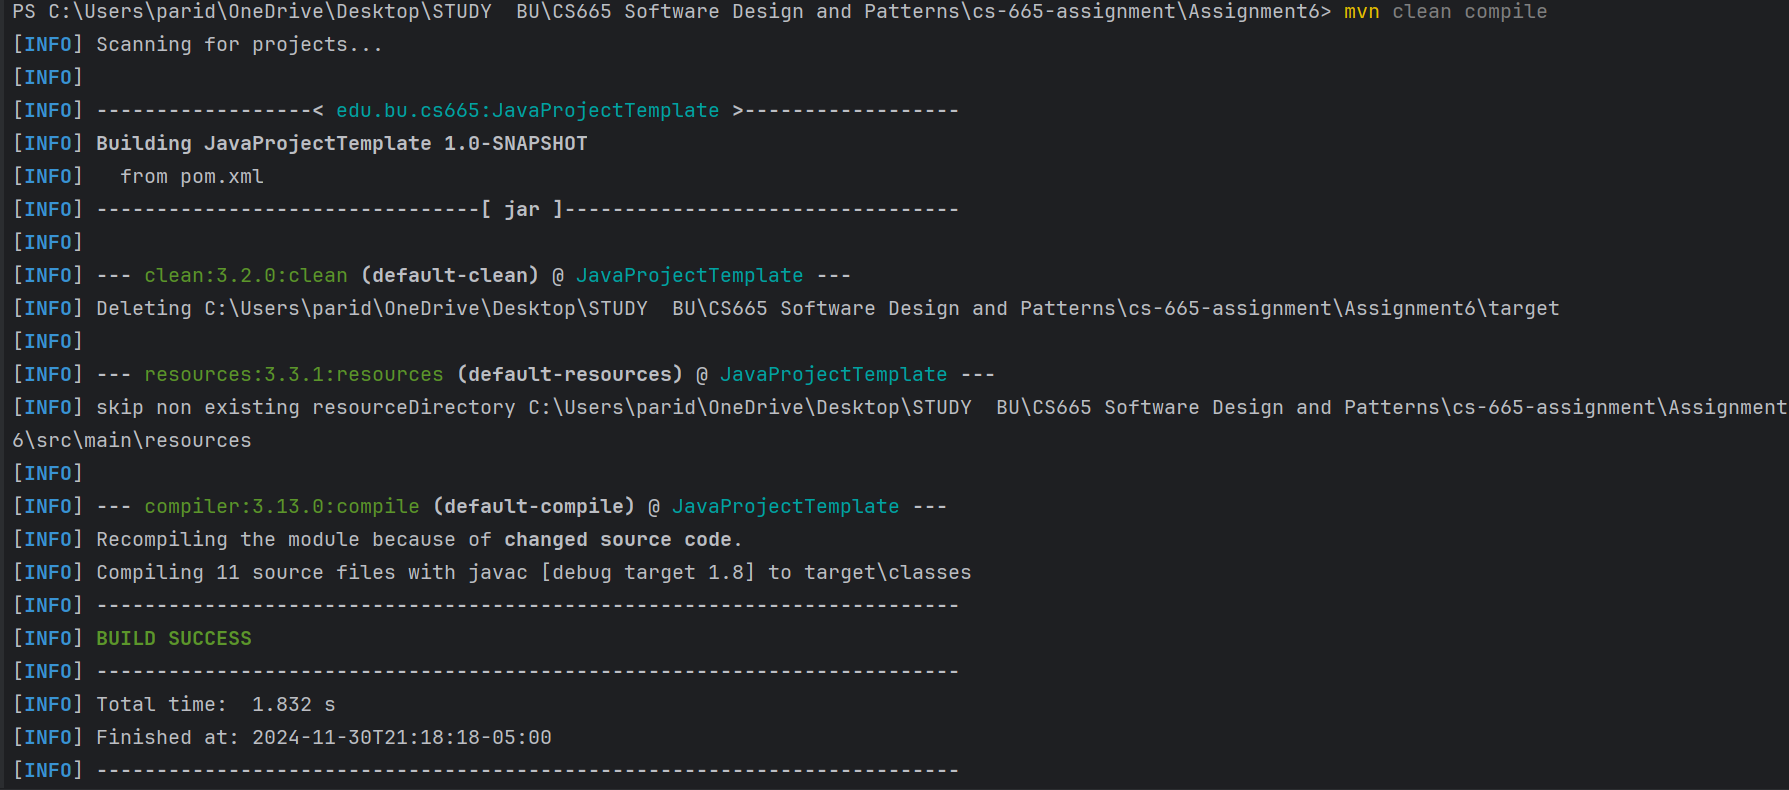 PS C:\Users\parid\OneDrive\Desktop\STUDY  BU\CS665 Software Design and Patterns\cs-665-assignment\Assignment6> mvn clean compile
[INFO] Scanning for projects...
[INFO]
[INFO] ------------------< edu.bu.cs665:JavaProjectTemplate >------------------
[INFO] Building JavaProjectTemplate 1.0-SNAPSHOT
[INFO]   from pom.xml
[INFO] --------------------------------[ jar ]---------------------------------
[INFO]
[INFO] --- clean:3.2.0:clean (default-clean) @ JavaProjectTemplate ---
[INFO] Deleting C:\Users\parid\OneDrive\Desktop\STUDY  BU\CS665 Software Design and Patterns\cs-665-assignment\Assignment6\target
[INFO]
[INFO] --- resources:3.3.1:resources (default-resources) @ JavaProjectTemplate ---
[INFO] skip non existing resourceDirectory C:\Users\parid\OneDrive\Desktop\STUDY  BU\CS665 Software Design and Patterns\cs-665-assignment\Assignment
6\src\main\resources
[INFO]
[INFO] --- compiler:3.13.0:compile (default-compile) @ JavaProjectTemplate ---
[INFO] Recompiling the module because of changed source code.
[INFO] Compiling 11 source files with javac [debug target 1.8] to target\classes
[INFO] ------------------------------------------------------------------------
[INFO] BUILD SUCCESS
[INFO] ------------------------------------------------------------------------
[INFO] Total time:  1.832 s
[INFO] Finished at: 2024-11-30T21:18:18-05:00
[INFO] ------------------------------------------------------------------------